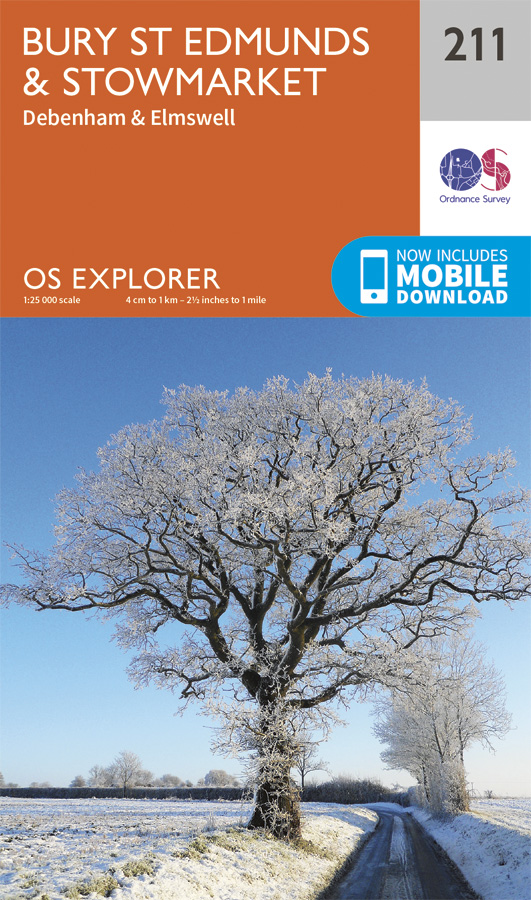 BURY ST EDMUNDS
& STOWMARKET
Debenham & Elmswell
211
OS
Ordnance Survey
OS EXPLORER
1:25 000 scale 4 cm to 1 km – 2½ inches to 1 mile
NOW INCLUDES
MOBILE
DOWNLOAD